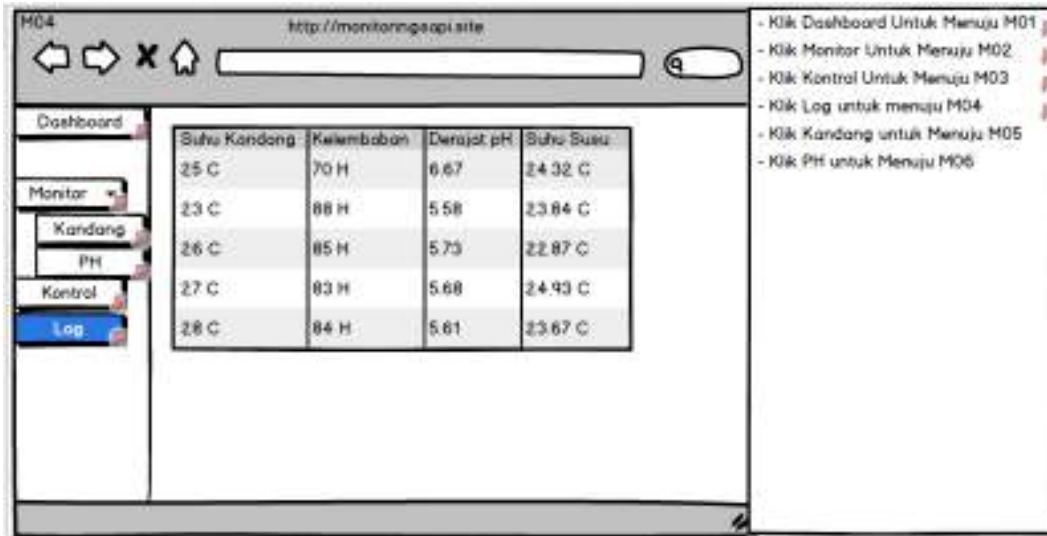 M04
http://monitoringsapi.site
Dashboard
Monitor
Kandang
PH
Kontrol
Log
Suhu Kandang Kelembaban Derajat pH Suhu Susu
25 C 70 H 6.67 24.32 C
23 C 88 H 5.58 23.84 C
26 C 85 H 5.73 22.87 C
27 C 83 H 5.68 24.93 C
28 C 84 H 5.61 23.67 C
- Klik Dashboard Untuk Menuju M01
- Klik Monitor Untuk Menuju M02
- Klik Kontrol Untuk Menuju M03
- Klik Log untuk menuju M04
- Klik Kandang untuk Menuju M05
- Klik PH untuk Menuju M06